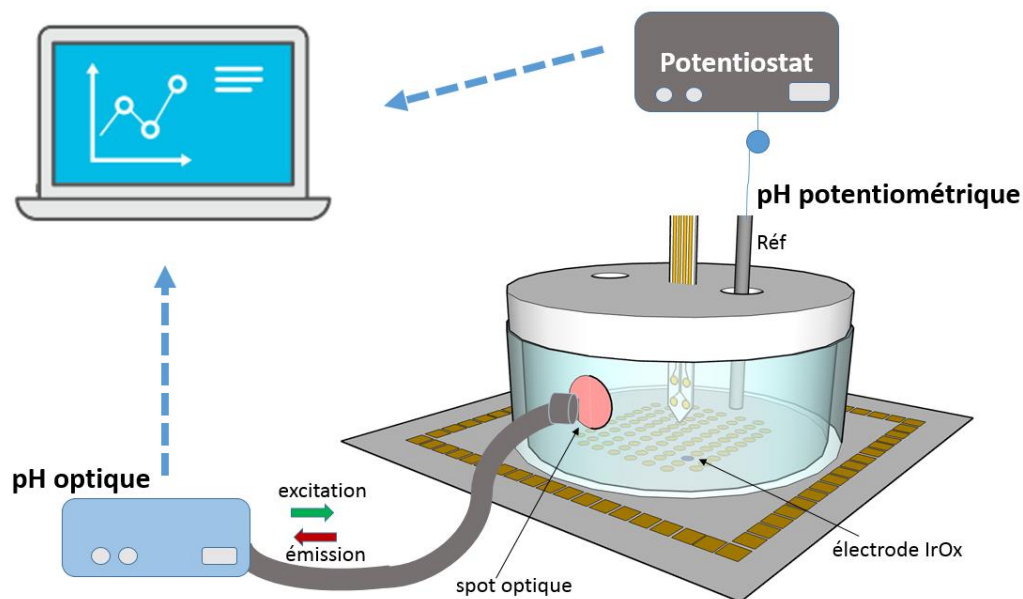 Potentiostat
pH potentiométrique
Réf
pH optique
excitation
émission
spot optique
électrode IrOx